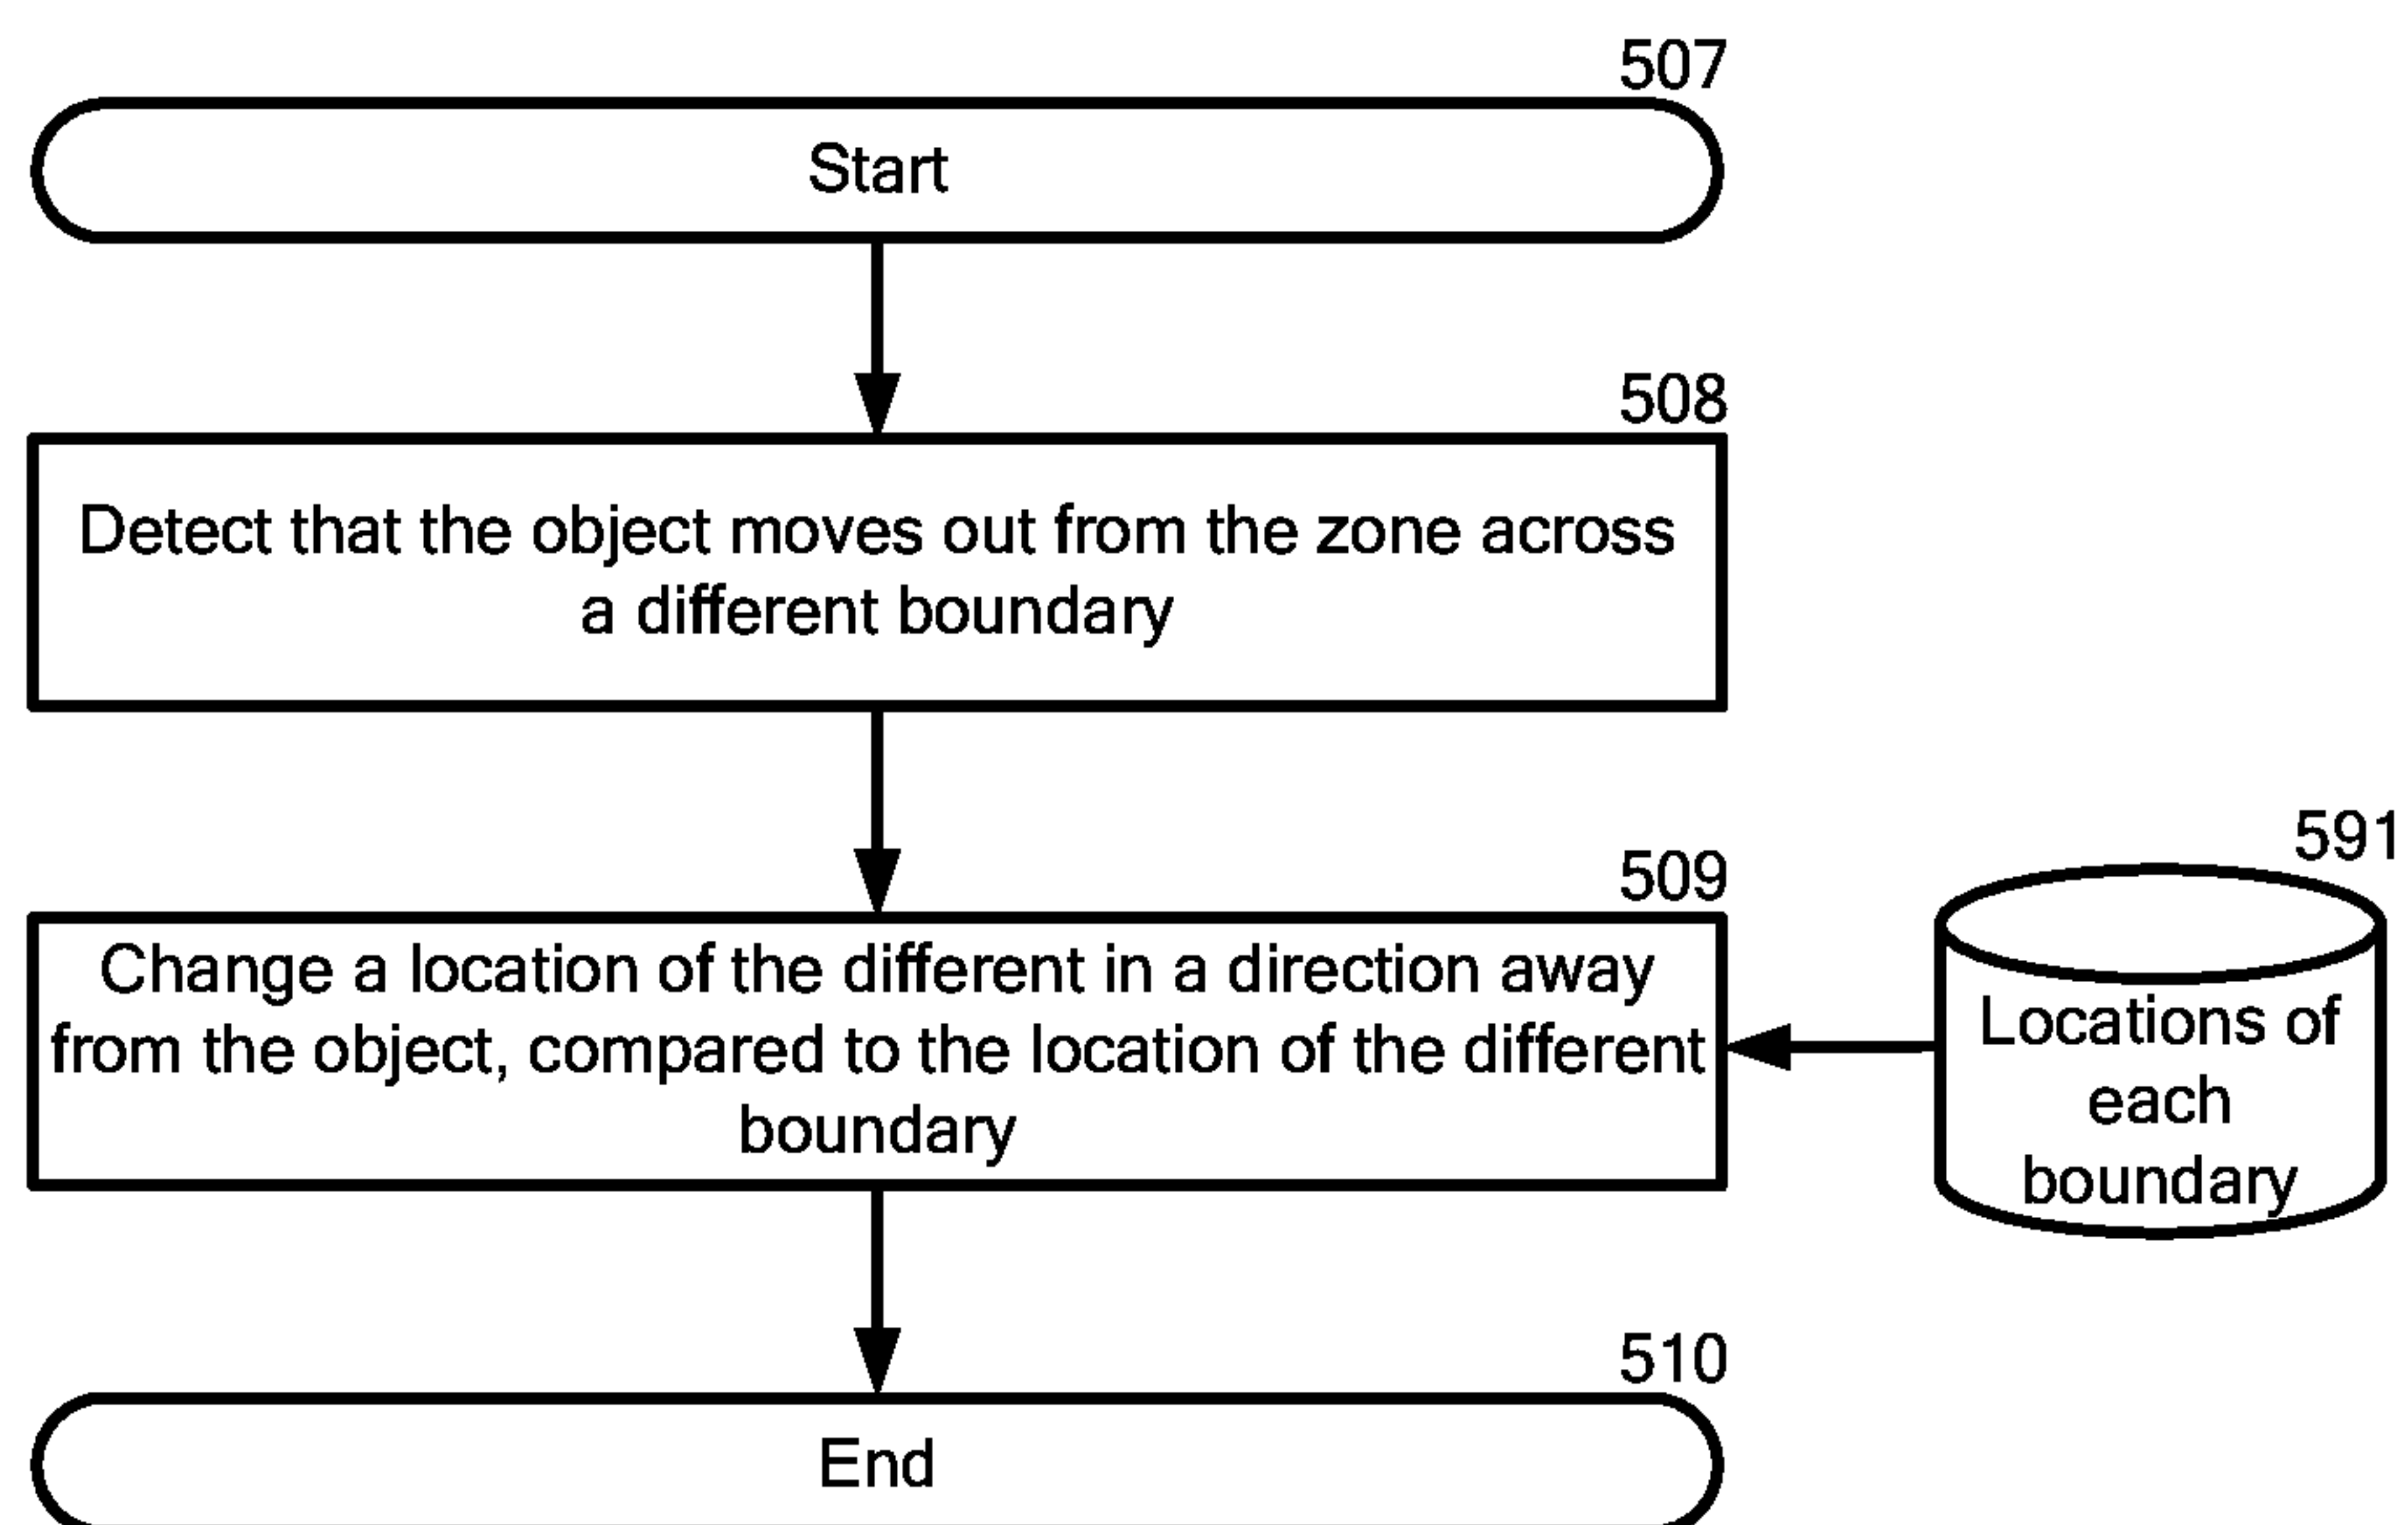 507
Start
508
Detect that the object moves out from the zone across
a different boundary
509
Change a location of the different in a direction away
from the object, compared to the location of the different
boundary
591
Locations of
each
boundary
510
End